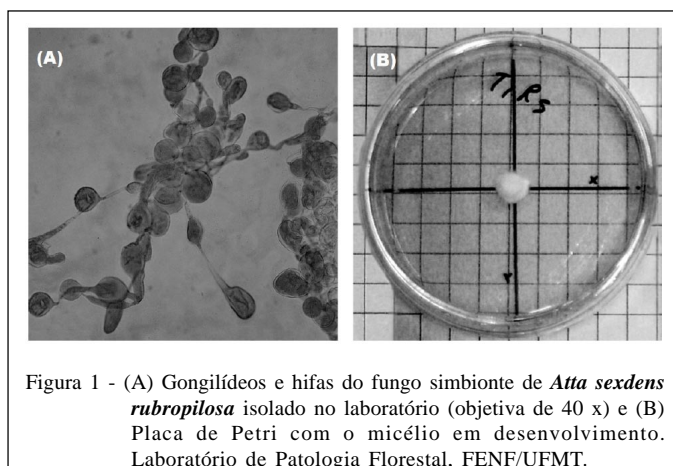 (A)
(B)
T1R5
x
Figura 1 - (A) Gongilídeos e hifas do fungo simbionte de Atta sexdens
rubropilosa isolado no laboratório (objetiva de 40 x) e (B)
Placa de Petri com o micélio em desenvolvimento.
Laboratório de Patologia Florestal, FENF/UFMT.